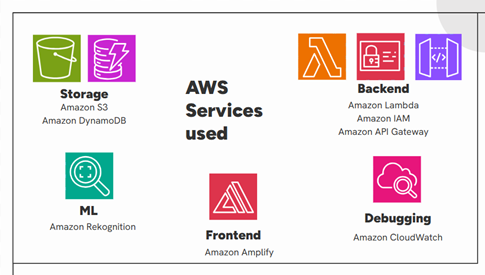 AWS
Services
used
Storage
Amazon S3
Amazon DynamoDB
Backend
Amazon Lambda
Amazon IAM
Amazon API Gateway
ML
Amazon Rekognition
Frontend
Amazon Amplify
Debugging
Amazon CloudWatch